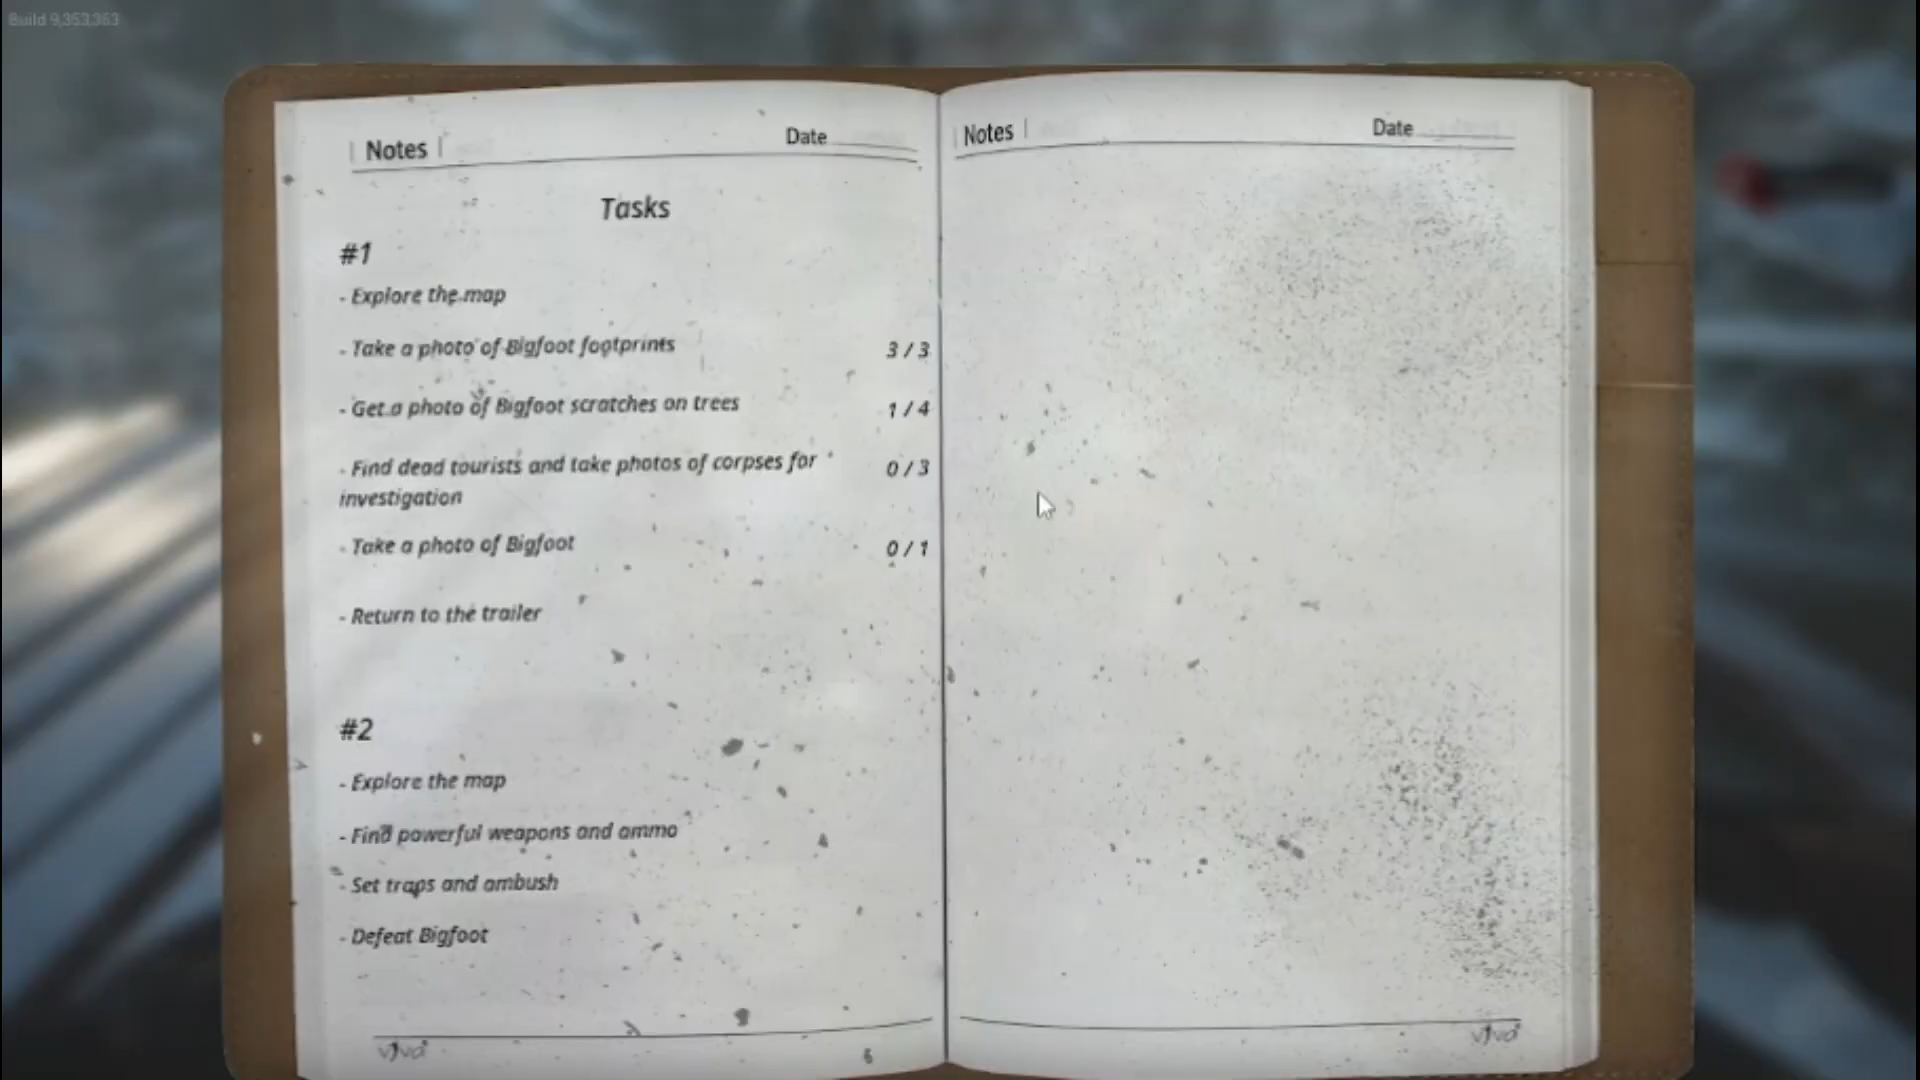 Build 9,353,363
Notes
Date
Notes
Date
Tasks
#1
- Explore the map
- Take a photo of Bigfoot footprints 3 / 3
- Get a photo of Bigfoot scratches on trees 1 / 4
- Find dead tourists and take photos of corpses for 0 / 3
investigation
- Take a photo of Bigfoot 0 / 1
- Return to the trailer
#2
- Explore the map
- Find powerful weapons and ammo
- Set traps and ambush
- Defeat Bigfoot
6